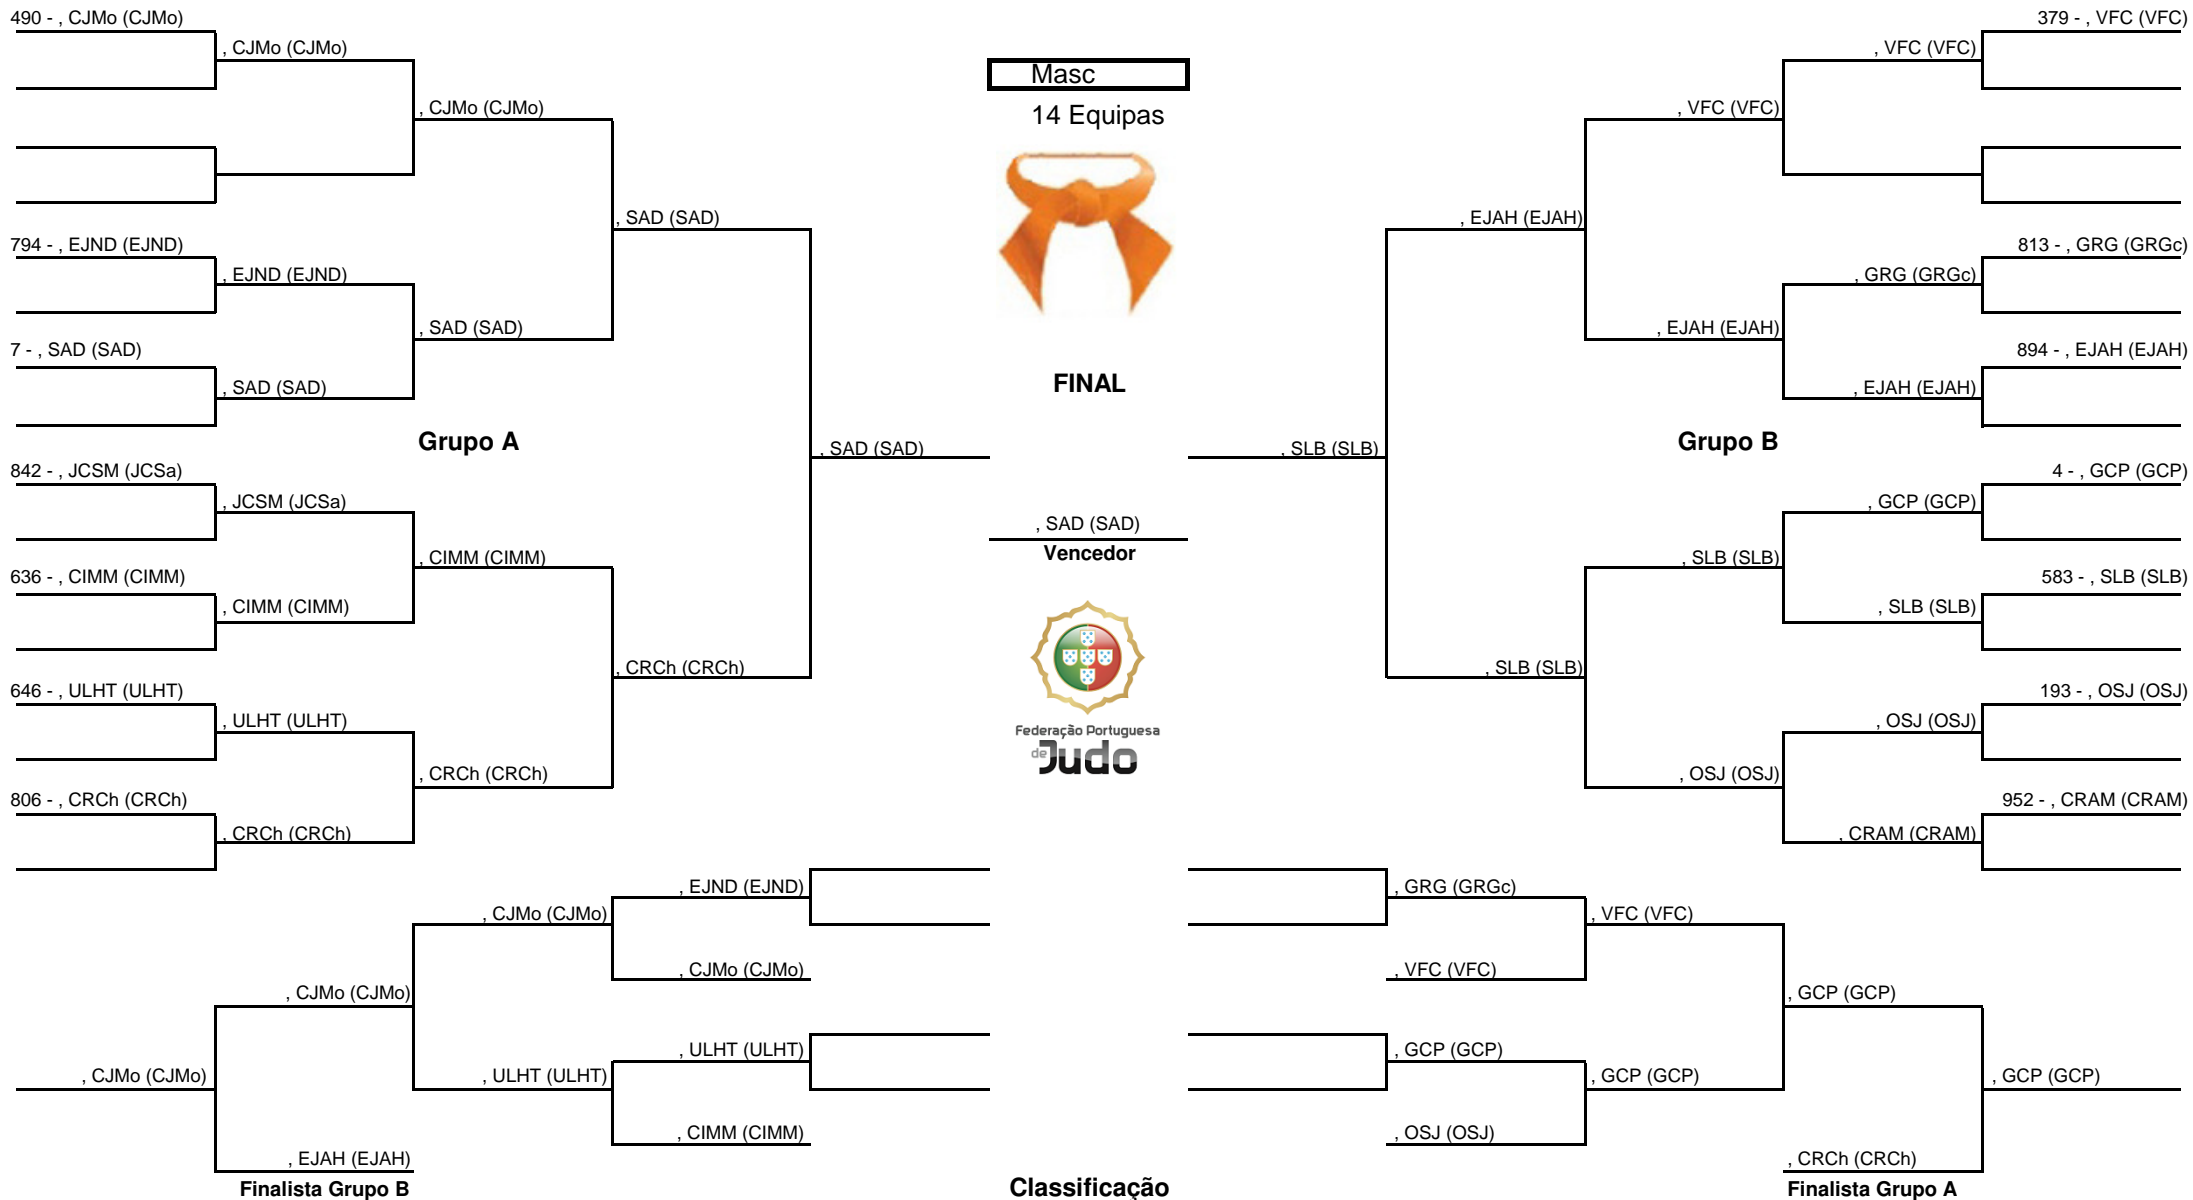 490 - , CJMo (CJMo)
, CJMo (CJMo)
, CJMo (CJMo)
, SAD (SAD)
794 - , EJND (EJND)
, EJND (EJND)
, SAD (SAD)
7 - , SAD (SAD)
, SAD (SAD)
Grupo A
, SAD (SAD)
842 - , JCSM (JCSa)
, JCSM (JCSa)
, CIMM (CIMM)
636 - , CIMM (CIMM)
, CIMM (CIMM)
, CRCh (CRCh)
646 - , ULHT (ULHT)
, ULHT (ULHT)
, CRCh (CRCh)
806 - , CRCh (CRCh)
, CRCh (CRCh)
Masc
14 Equipas
FINAL
, SAD (SAD)
Vencedor
Federação Portuguesa
de Judo
379 - , VFC (VFC)
, VFC (VFC)
, VFC (VFC)
, EJAH (EJAH)
813 - , GRG (GRGc)
, GRG (GRGc)
, EJAH (EJAH)
894 - , EJAH (EJAH)
, EJAH (EJAH)
Grupo B
, SLB (SLB)
4 - , GCP (GCP)
, GCP (GCP)
, SLB (SLB)
583 - , SLB (SLB)
, SLB (SLB)
, SLB (SLB)
193 - , OSJ (OSJ)
, OSJ (OSJ)
, OSJ (OSJ)
952 - , CRAM (CRAM)
, CRAM (CRAM)
, EJND (EJND)
, CJMo (CJMo)
, CJMo (CJMo)
, CJMo (CJMo)
, ULHT (ULHT)
, CJMo (CJMo)
, ULHT (ULHT)
, CIMM (CIMM)
, EJAH (EJAH)
Finalista Grupo B
Classificação
, GRG (GRGc)
, VFC (VFC)
, VFC (VFC)
, GCP (GCP)
, GCP (GCP)
, GCP (GCP)
, GCP (GCP)
, OSJ (OSJ)
, CRCh (CRCh)
Finalista Grupo A